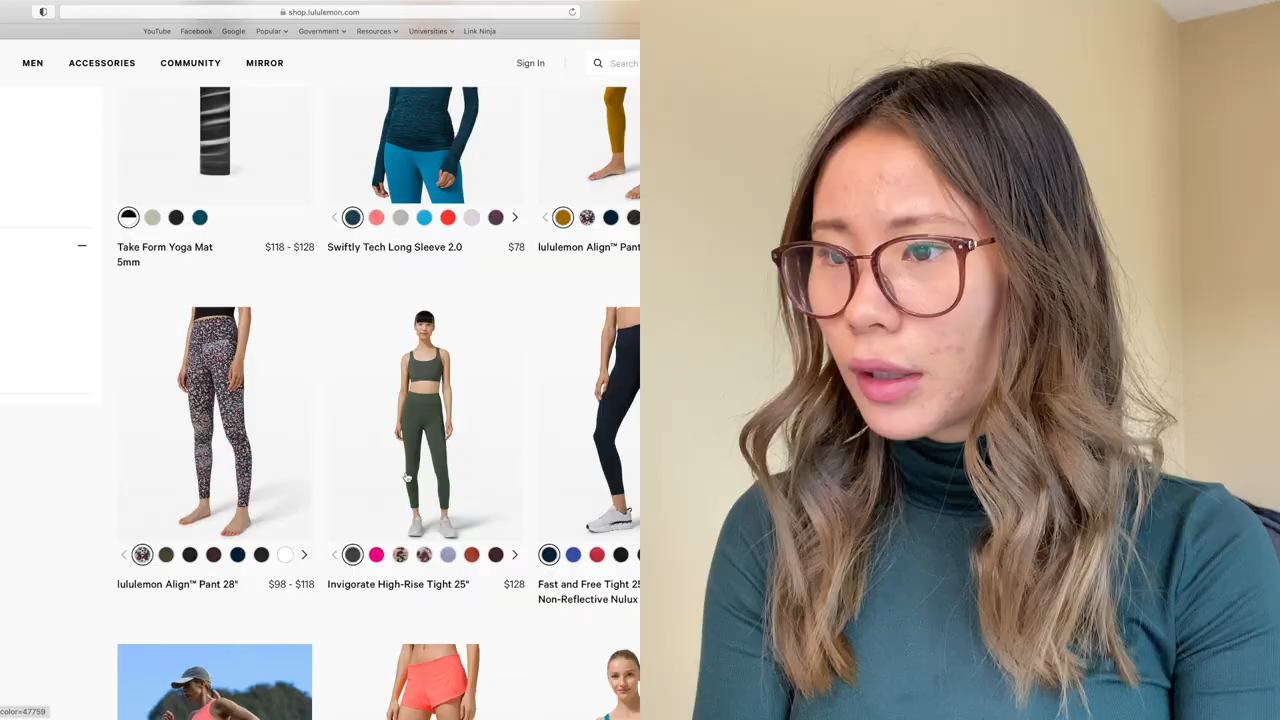 shop.lululemon.com
YouTube Facebook Google Popular Government Resources Universities Link Ninja
MEN ACCESSORIES COMMUNITY MIRROR Sign In Search
Take Form Yoga Mat 5mm $118 - $128
Swiftly Tech Long Sleeve 2.0 $78
lululemon Align™ Pant
lululemon Align™ Pant 28" $98 - $118
Invigorate High-Rise Tight 25" $128
Fast and Free Tight 25
Non-Reflective Nulux
color=47759